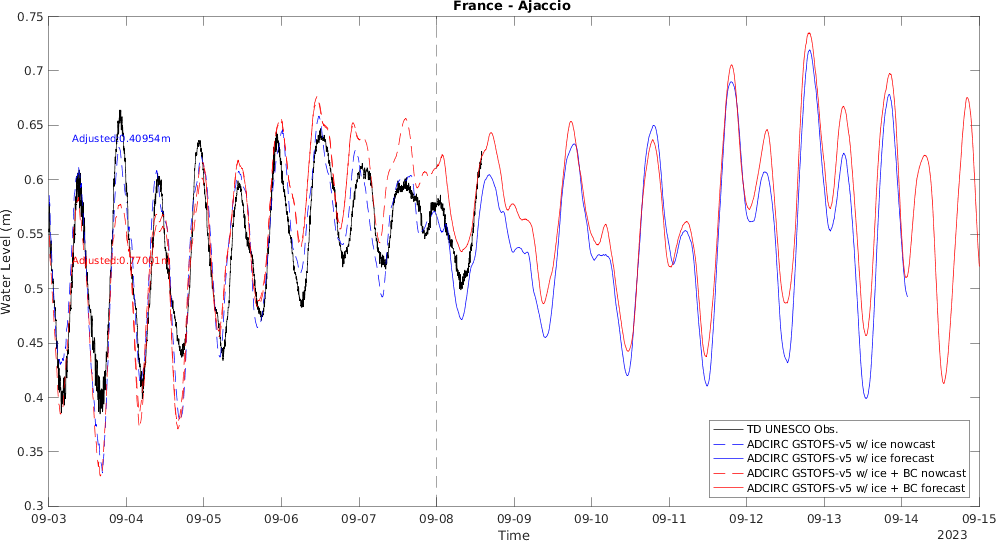 France - Ajaccio
0.75
0.7
0.65
0.6
0.55
0.5
0.45
0.4
0.35
0.3
Water Level (m)
Adjusted:0.40954m
09-03 09-04 09-05 09-06 09-07 09-08 09-09 09-10 09-11 09-12 09-13 09-14 09-15
Time
2023
TD UNESCO Obs.
ADCIRC GSTOFS-v5 w/ ice nowcast
ADCIRC GSTOFS-v5 w/ ice forecast
ADCIRC GSTOFS-v5 w/ ice + BC nowcast
ADCIRC GSTOFS-v5 w/ ice + BC forecast